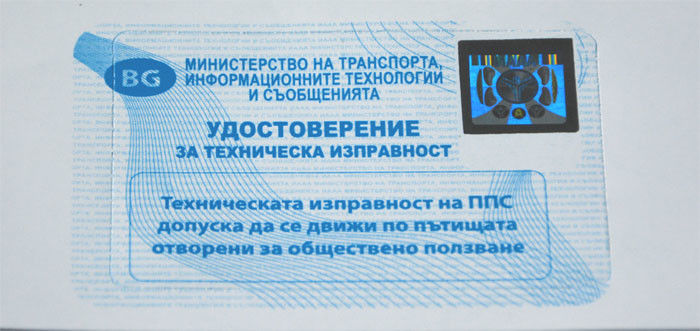 BG
МИНИСТЕРСТВО НА ТРАНСПОРТА,
ИНФОРМАЦИОННИТЕ ТЕХНОЛОГИИ
И СЪОБЩЕНИЯТА
УДОСТОВЕРЕНИЕ
ЗА ТЕХНИЧЕСКА ИЗПРАВНОСТ
Техническата изправност на ППС
допуска да се движи по пътищата
отворени за обществено ползване